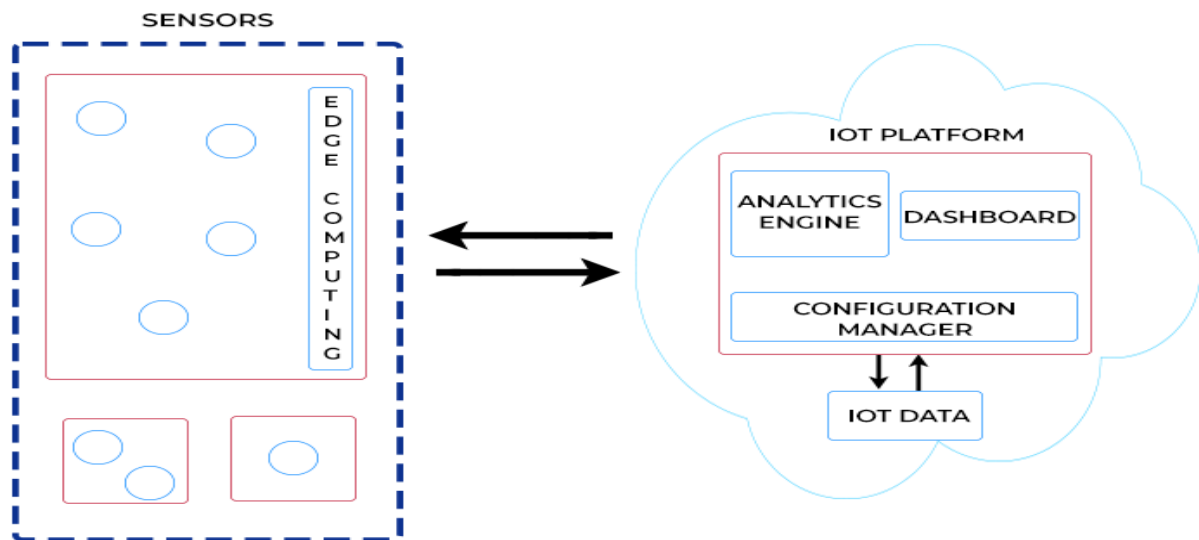 SENSORS
EDGE COMPUTING
IOT PLATFORM
ANALYTICS
ENGINE
DASHBOARD
CONFIGURATION
MANAGER
IOT DATA